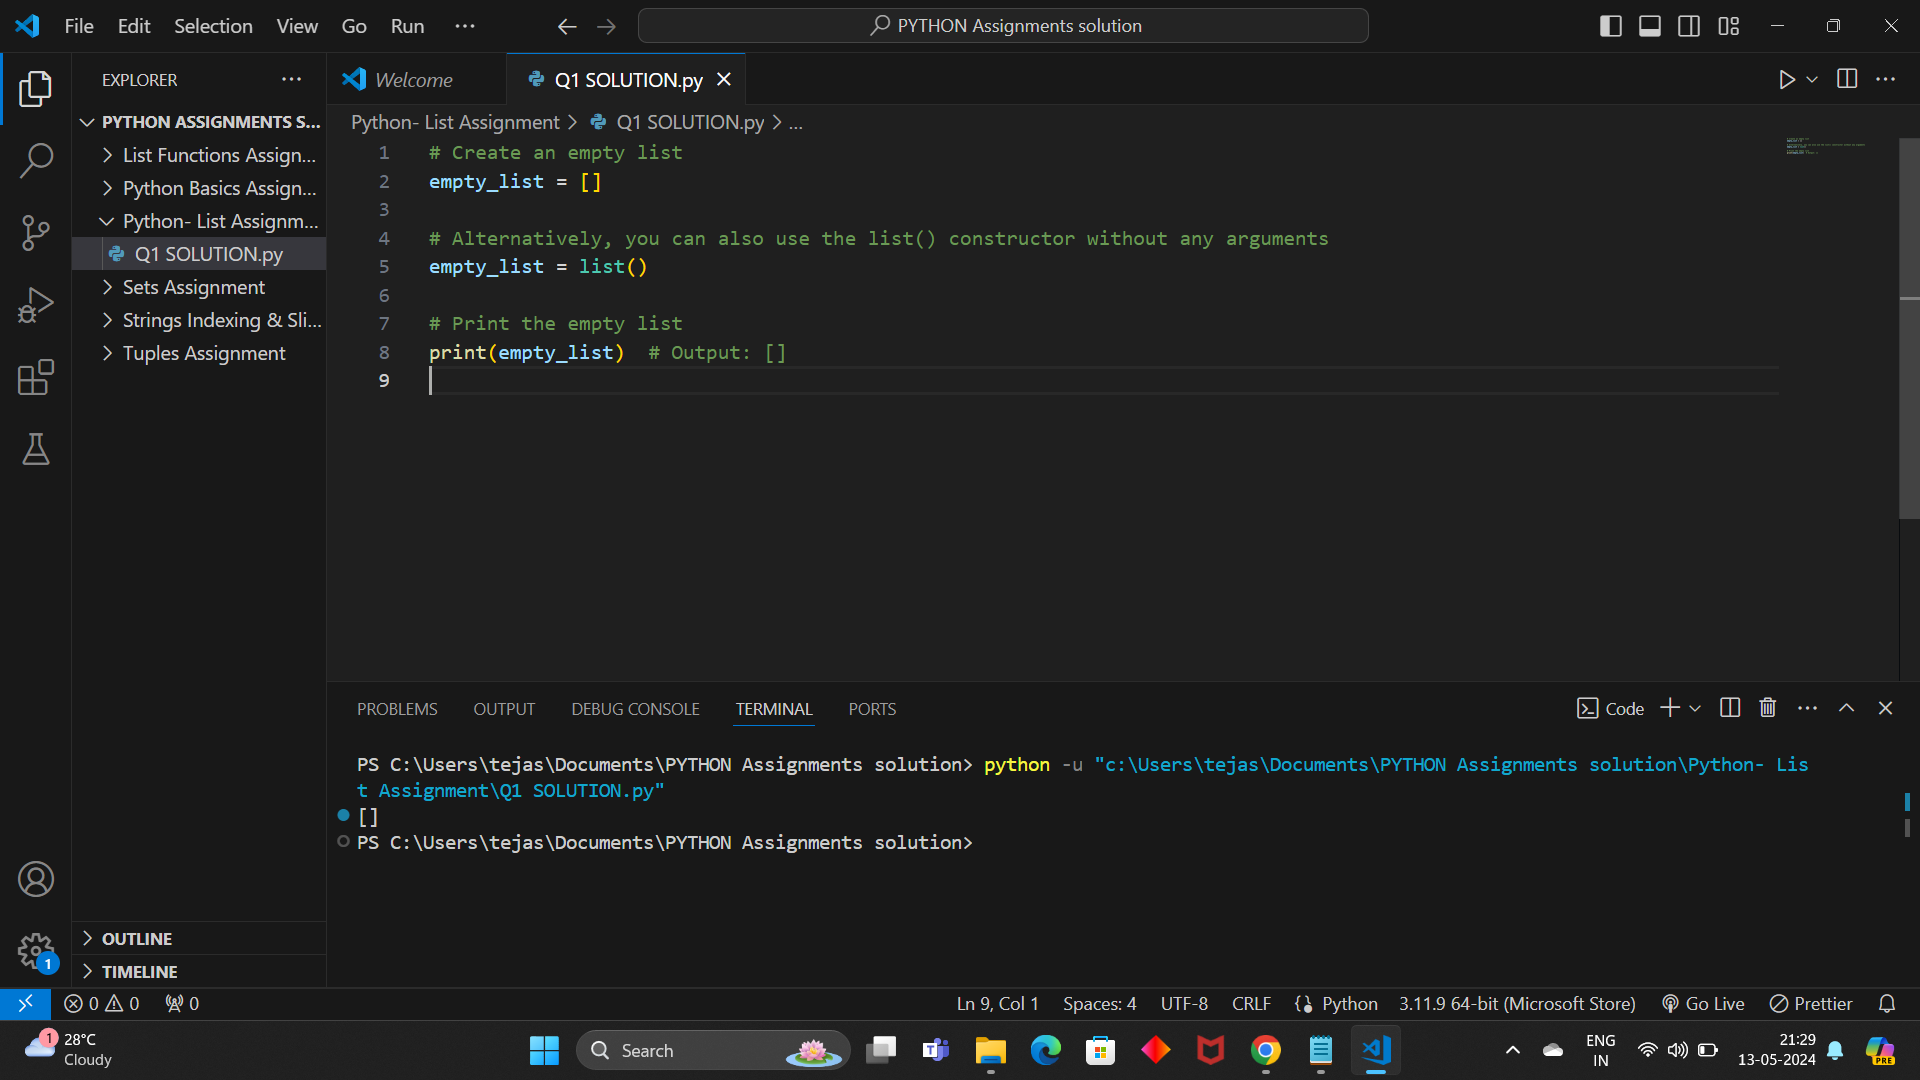 File Edit Selection View Go Run ...
PYTHON Assignments solution
EXPLORER
PYTHON ASSIGNMENTS S...
List Functions Assign...
Python Basics Assign...
Python- List Assignm...
Q1 SOLUTION.py
Sets Assignment
Strings Indexing & Sli...
Tuples Assignment
OUTLINE
TIMELINE
Welcome
Q1 SOLUTION.py
Python- List Assignment > Q1 SOLUTION.py > ...
1 # Create an empty list
2 empty_list = []
3
4 # Alternatively, you can also use the list() constructor without any arguments
5 empty_list = list()
6
7 # Print the empty list
8 print(empty_list)  # Output: []
9
PROBLEMS OUTPUT DEBUG CONSOLE TERMINAL PORTS
Code
PS C:\Users\tejas\Documents\PYTHON Assignments solution> python -u "c:\Users\tejas\Documents\PYTHON Assignments solution\Python- Lis
t Assignment\Q1 SOLUTION.py"
[]
PS C:\Users\tejas\Documents\PYTHON Assignments solution>
1
0 0 0
Ln 9, Col 1 Spaces: 4 UTF-8 CRLF {} Python 3.11.9 64-bit (Microsoft Store) Go Live Prettier
1
28°C
Cloudy
Search
PRE
ENG
IN
21:29
13-05-2024